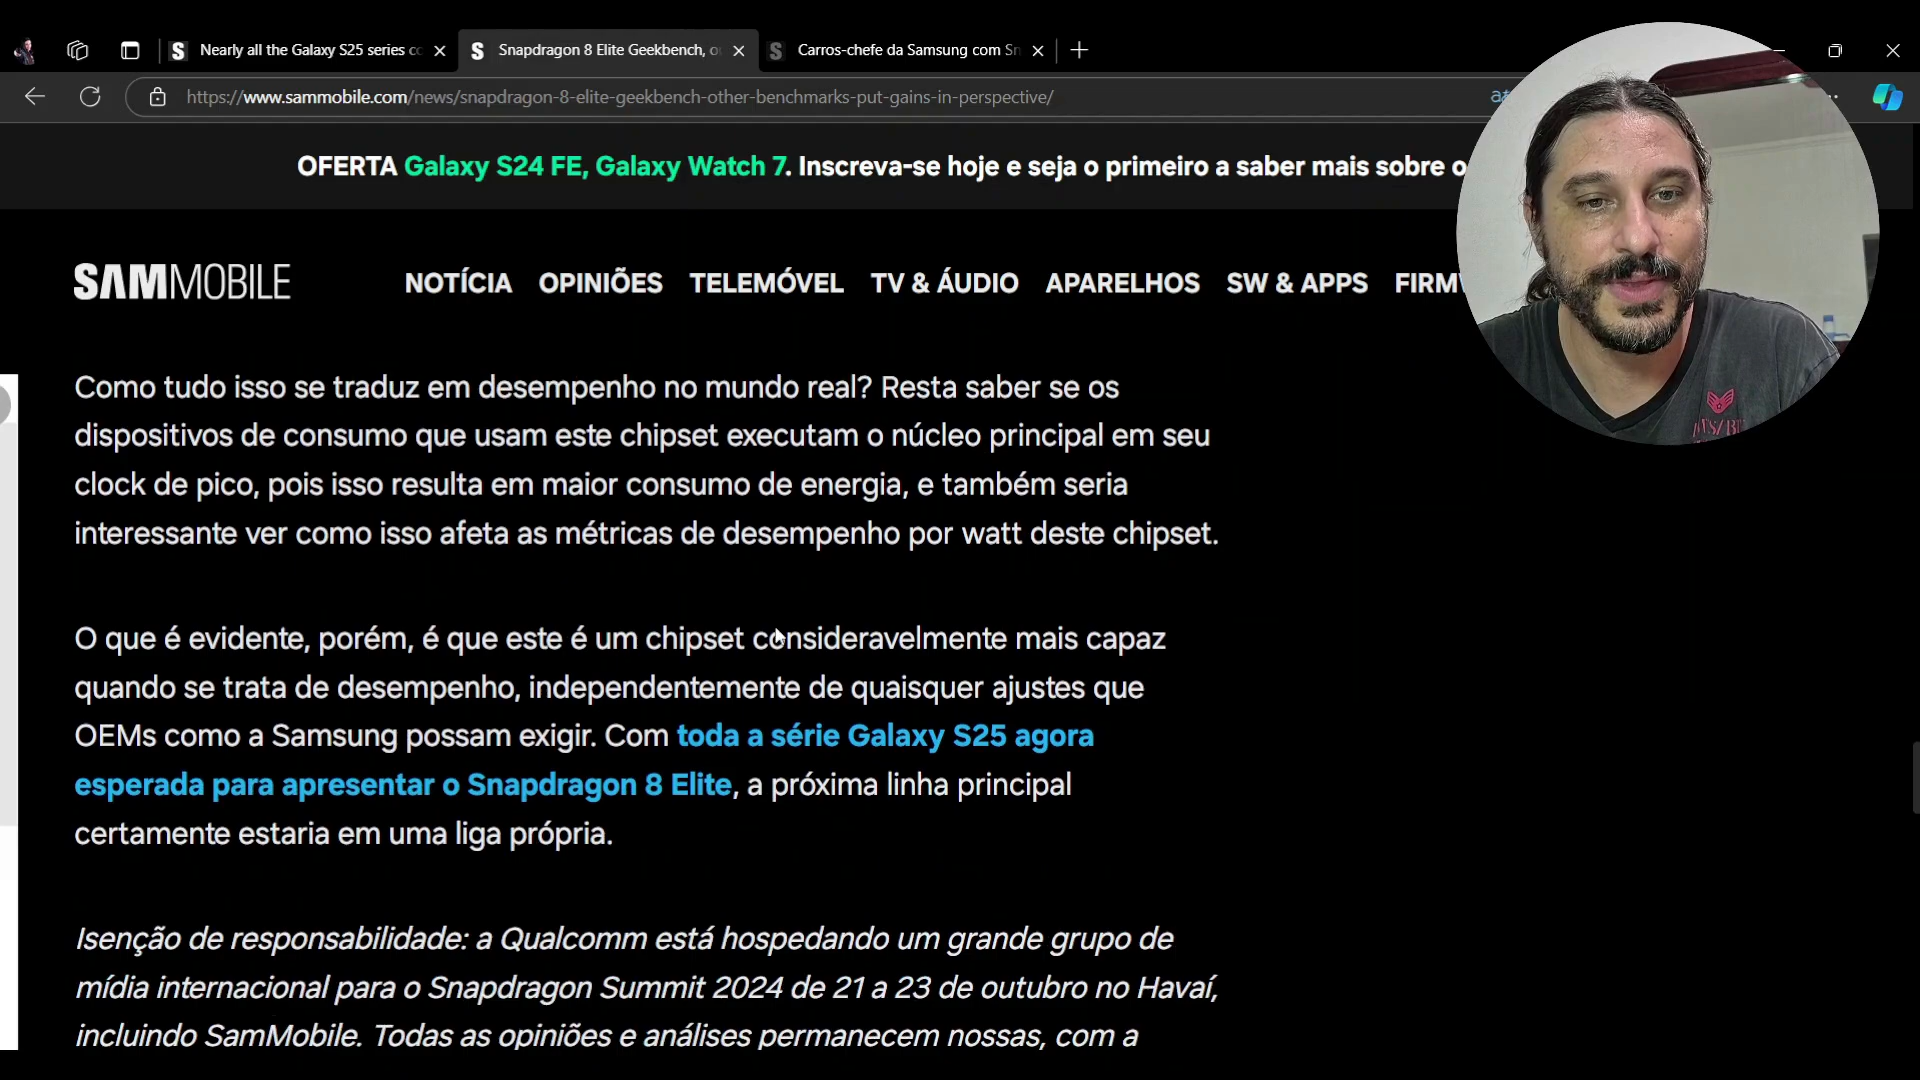 Nearly all the Galaxy S25 series co
Snapdragon 8 Elite Geekbench, o
Carros-chefe da Samsung com Sn
https://www.sammobile.com/news/snapdragon-8-elite-geekbench-other-benchmarks-put-gains-in-perspective/
OFERTA Galaxy S24 FE, Galaxy Watch 7. Inscreva-se hoje e seja o primeiro a saber mais sobre o
SAMMOBILE
NOTÍCIA OPINIÕES TELEMÓVEL TV & ÁUDIO APARELHOS SW & APPS FIRMW
Como tudo isso se traduz em desempenho no mundo real? Resta saber se os
dispositivos de consumo que usam este chipset executam o núcleo principal em seu
clock de pico, pois isso resulta em maior consumo de energia, e também seria
interessante ver como isso afeta as métricas de desempenho por watt deste chipset.
O que é evidente, porém, é que este é um chipset consideravelmente mais capaz
quando se trata de desempenho, independentemente de quaisquer ajustes que
OEMs como a Samsung possam exigir. Com toda a série Galaxy S25 agora
esperada para apresentar o Snapdragon 8 Elite, a próxima linha principal
certamente estaria em uma liga própria.
Isenção de responsabilidade: a Qualcomm está hospedando um grande grupo de
mídia internacional para o Snapdragon Summit 2024 de 21 a 23 de outubro no Havaí,
incluindo SamMobile. Todas as opiniões e análises permanecem nossas, com a